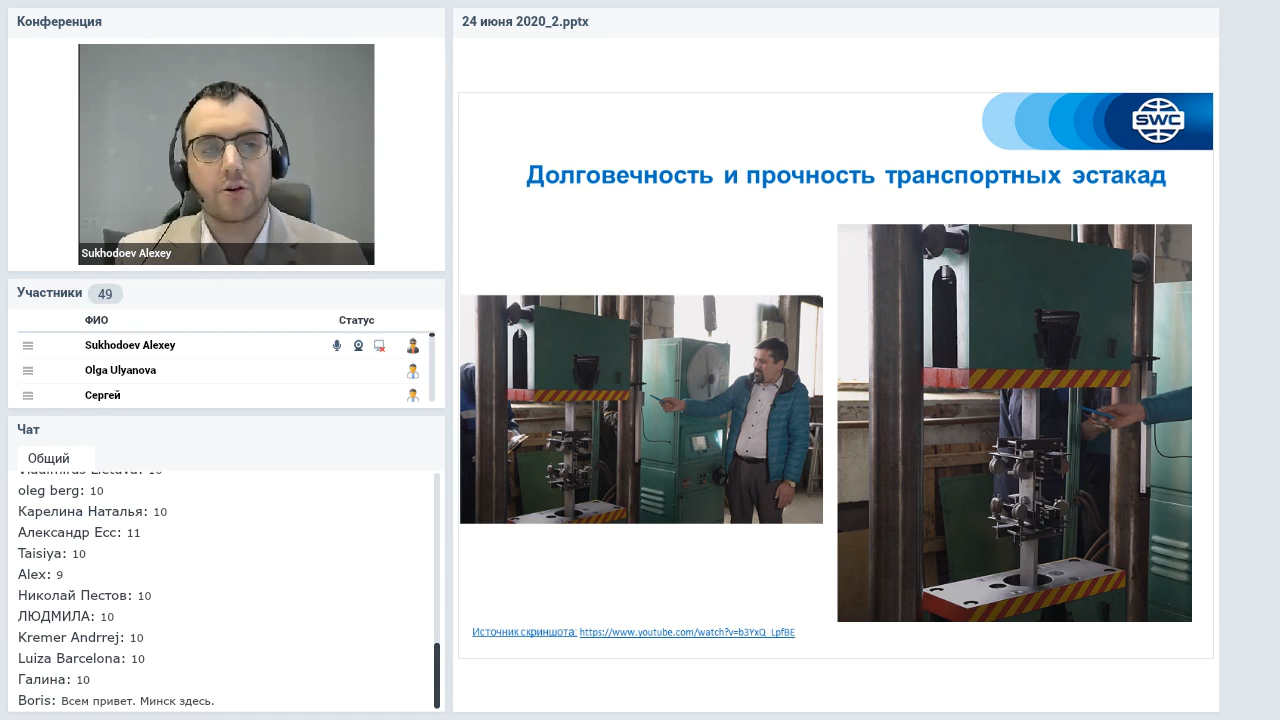 Конференция
Sukhodoev Alexey
Участники 49
ФИО Статус
Sukhodoev Alexey
Olga Ulyanova
Сергей
Чат
Общий
oleg berg: 10
Карелина Наталья: 10
Александр Есс: 11
Taisiya: 10
Alex: 9
Николай Пестов: 10
ЛЮДМИЛА: 10
Kremer Andrrej: 10
Luiza Barcelona: 10
Галина: 10
Boris: Всем привет. Минск здесь.
24 июня 2020_2.pptx
SWC
Долговечность и прочность транспортных эстакад
Источник скриншота: https://www.youtube.com/watch?v=b3YxQ_LpfBE